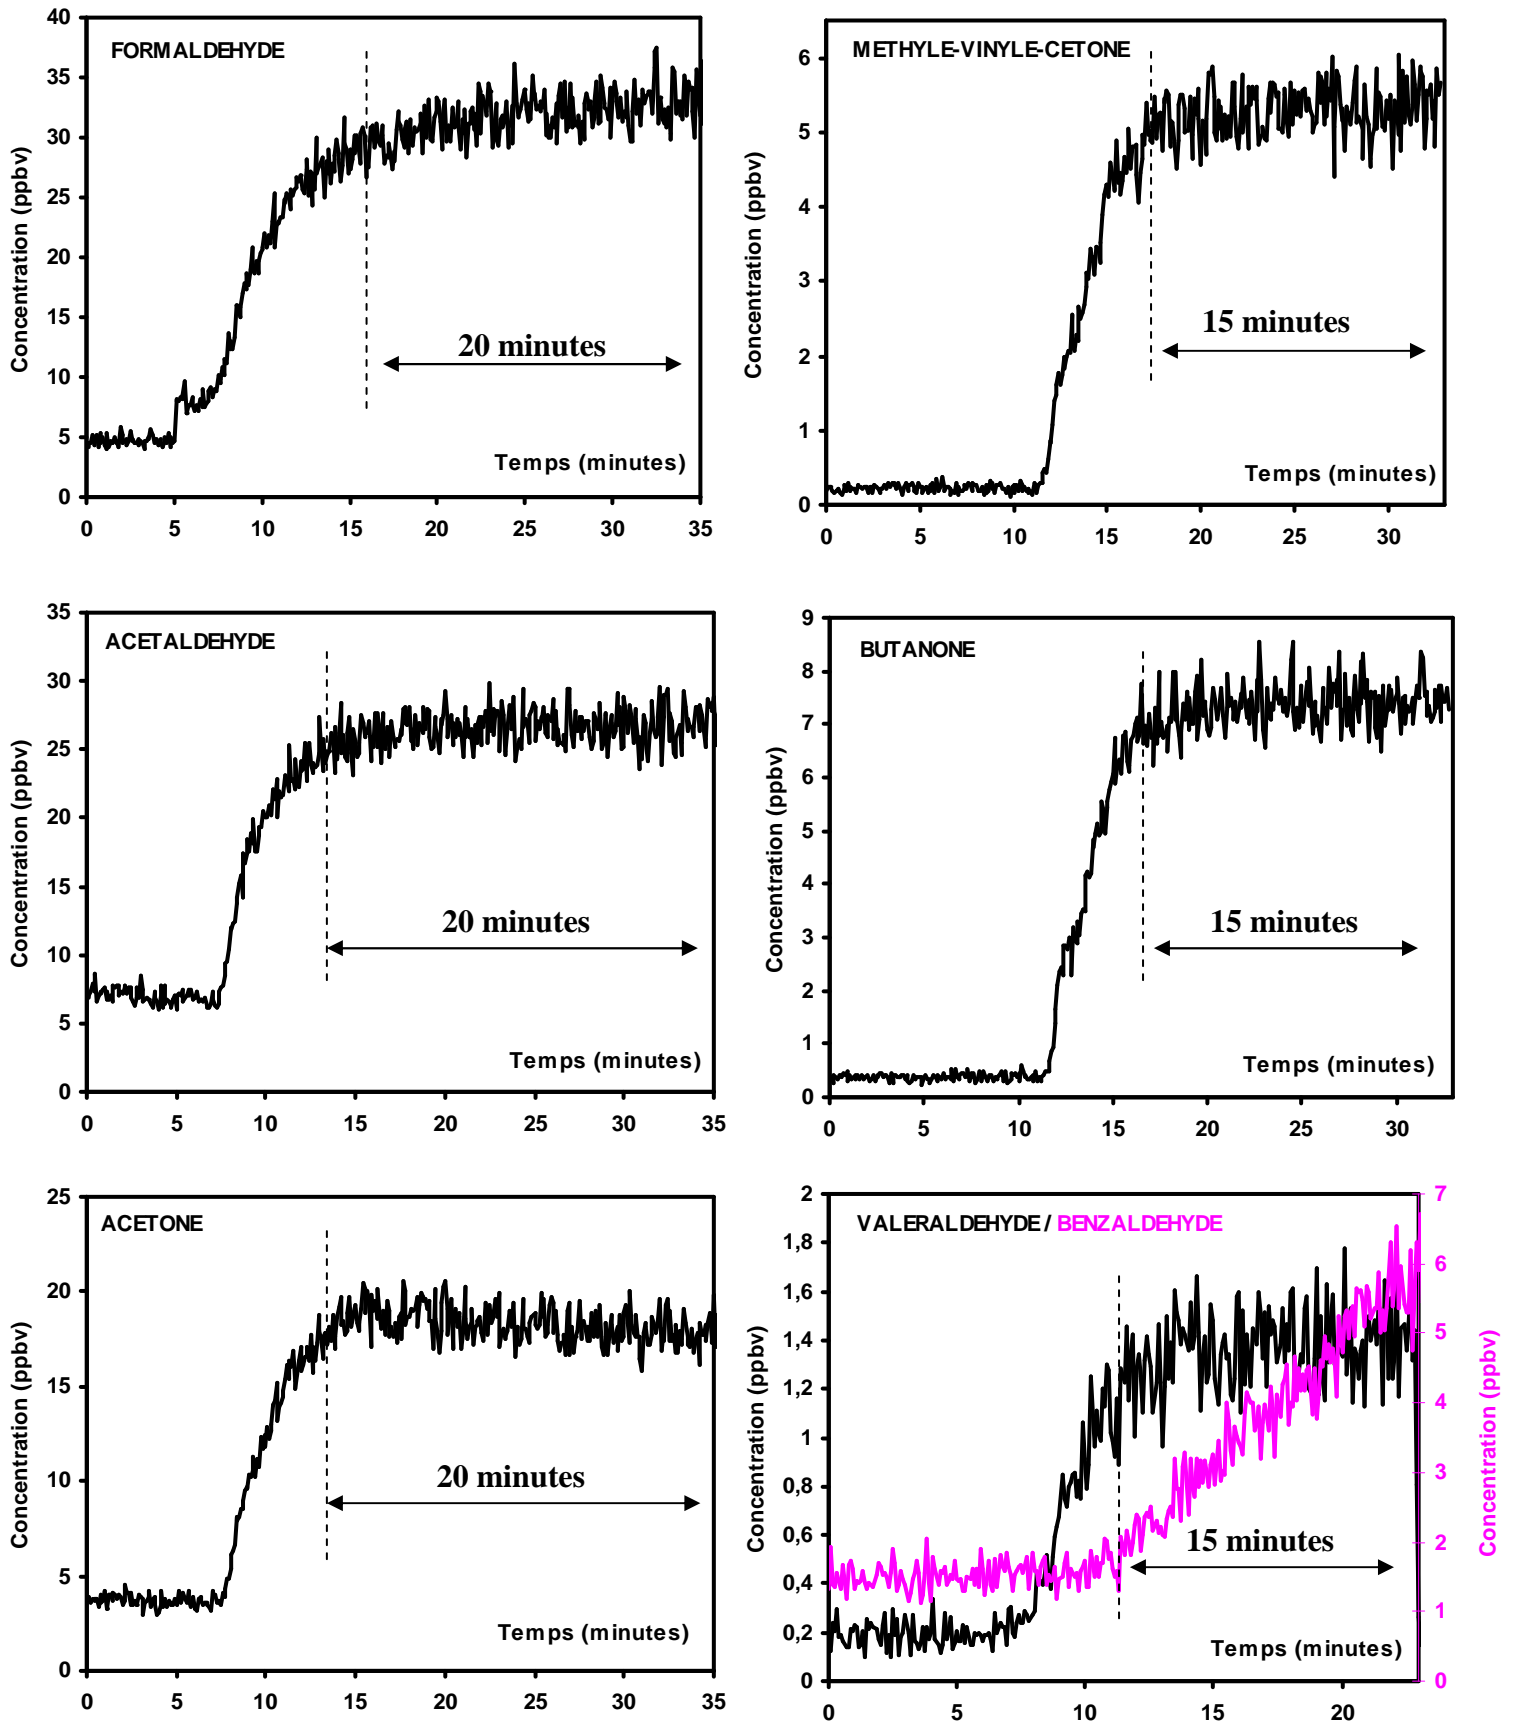 FORMALDEHYDE
Concentration (ppbv)
40
35
30
25
20
15
10
5
0
20 minutes
Temps (minutes)
0 5 10 15 20 25 30 35
METHYLE-VINYLE-CETONE
Concentration (ppbv)
6
5
4
3
2
1
0
15 minutes
Temps (minutes)
0 5 10 15 20 25 30
ACETALDEHYDE
Concentration (ppbv)
35
30
25
20
15
10
5
0
20 minutes
Temps (minutes)
0 5 10 15 20 25 30 35
BUTANONE
Concentration (ppbv)
9
8
7
6
5
4
3
2
1
0
15 minutes
Temps (minutes)
0 5 10 15 20 25 30
ACETONE
Concentration (ppbv)
25
20
15
10
5
0
20 minutes
Temps (minutes)
0 5 10 15 20 25 30 35
VALERALDEHYDE / BENZALDEHYDE
Concentration (ppbv)
2
1,8
1,6
1,4
1,2
1
0,8
0,6
0,4
0,2
0
15 minutes
Temps (minutes)
0 5 10 15 20
7
6
5
4
3
2
1
0
Concentration (ppbv)